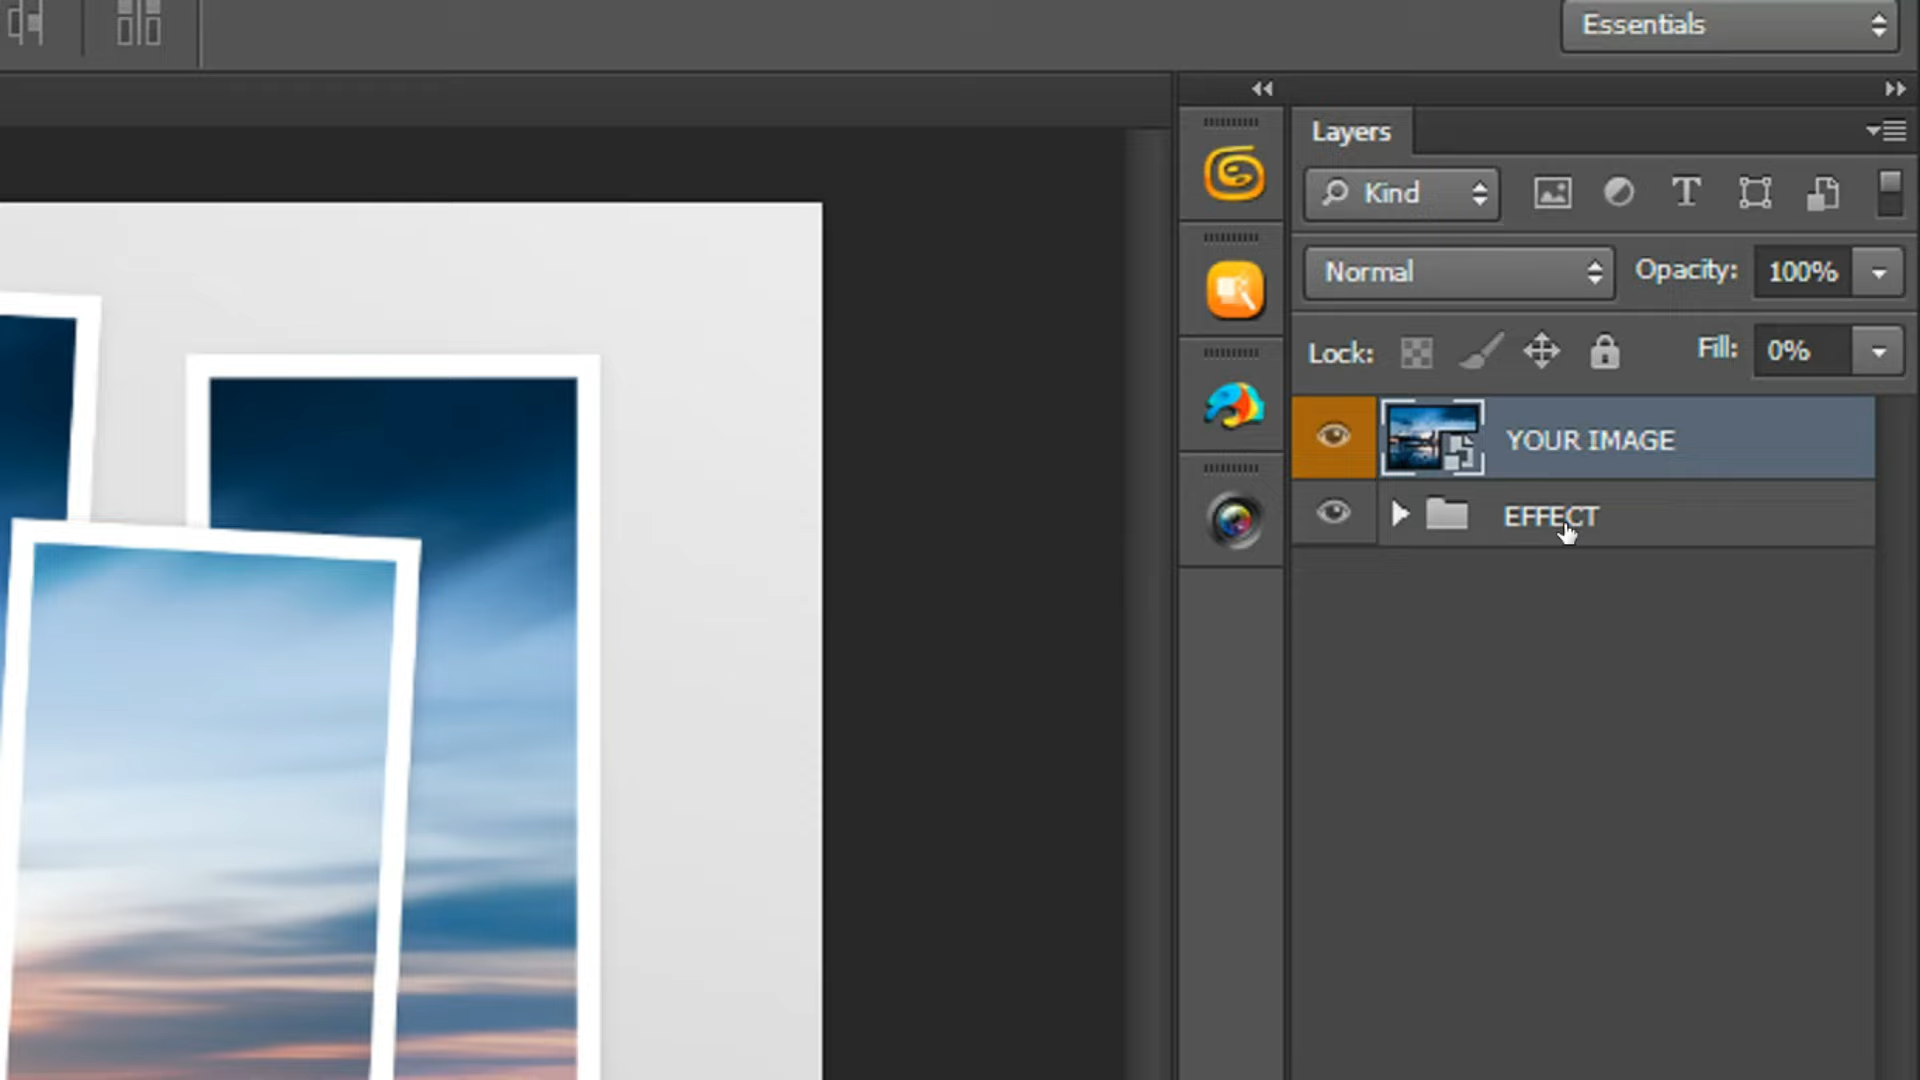 Essentials
Layers
Kind
Normal
Opacity: 100%
Lock:
Fill: 0%
YOUR IMAGE
EFFECT